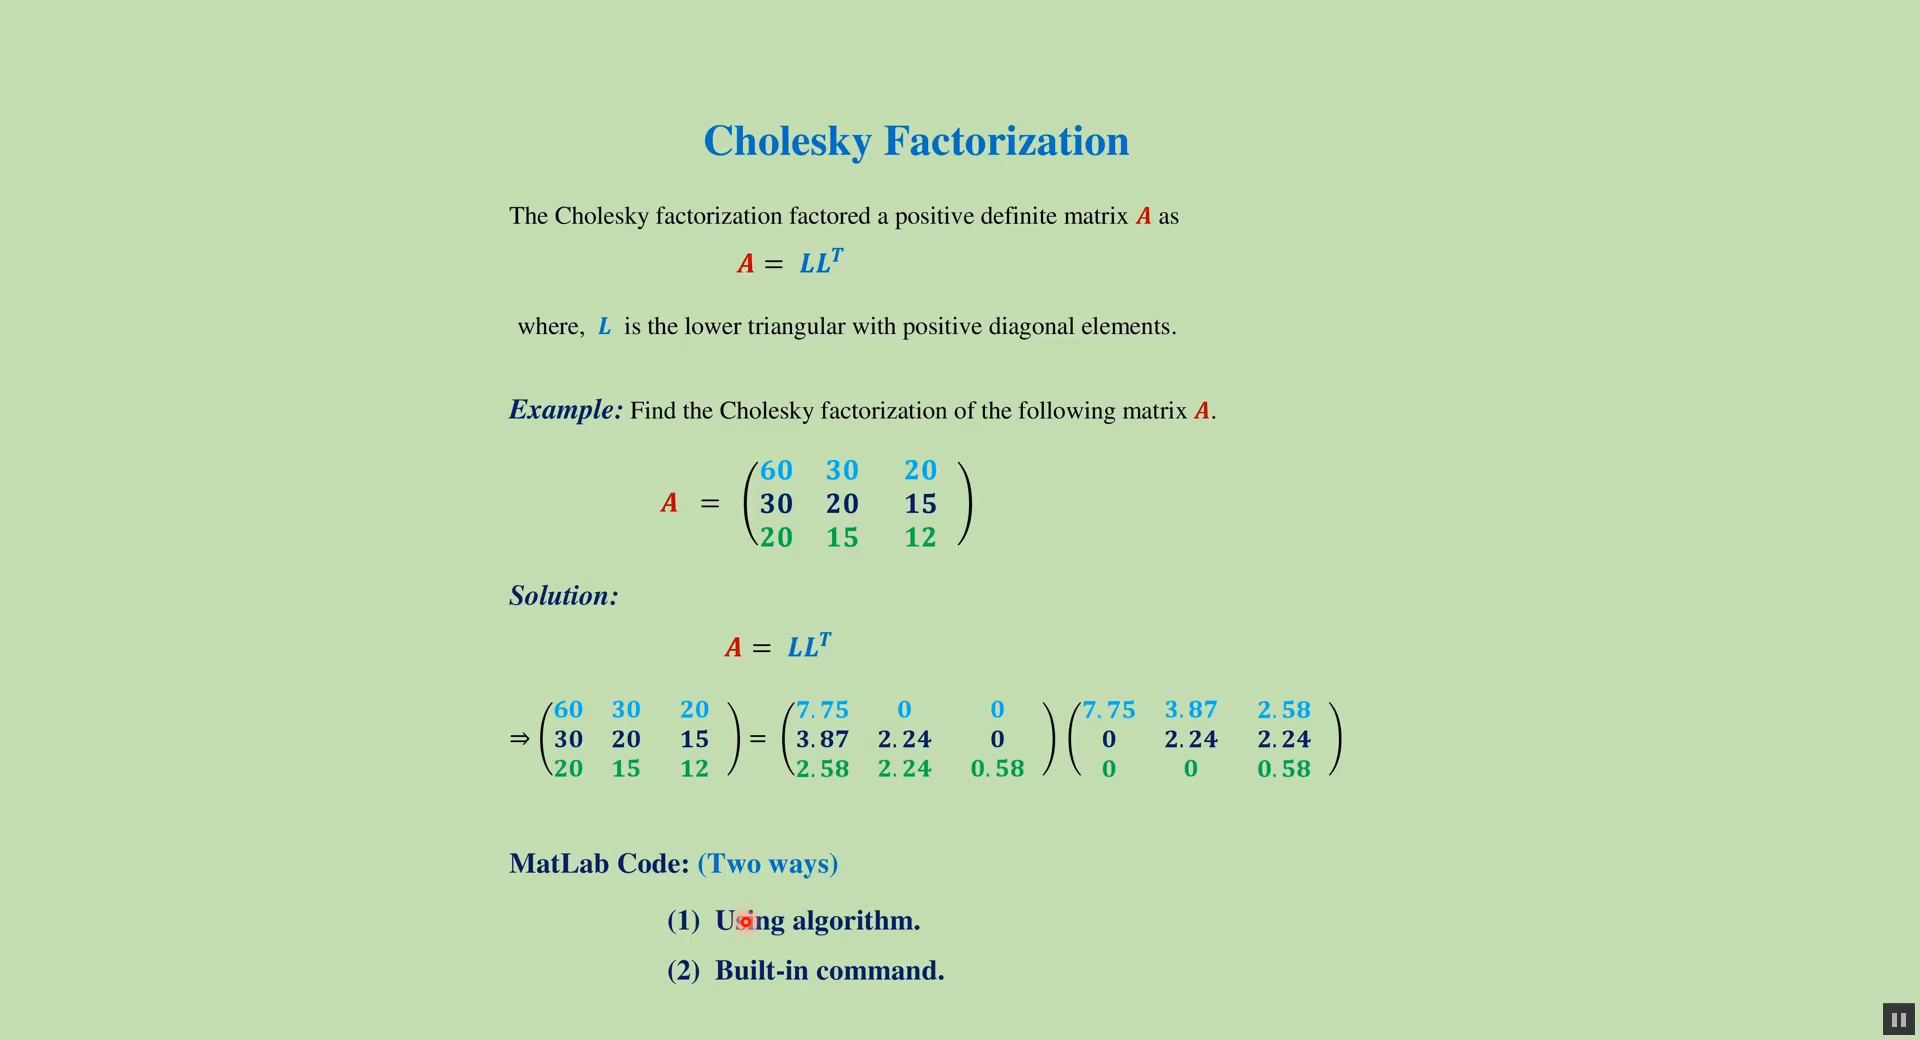 Cholesky Factorization
The Cholesky factorization factored a positive definite matrix A as
A = LLᵀ
where, L is the lower triangular with positive diagonal elements.
Example: Find the Cholesky factorization of the following matrix A.
60 30 20
A = 30 20 15
20 15 12
Solution:
A = LLᵀ
60 30 20 7.75 0 0 7.75 3.87 2.58
⇒ 30 20 15 = 3.87 2.24 0 0 2.24 2.24
20 15 12 2.58 2.24 0.58 0 0 0.58
MatLab Code: (Two ways)
(1) Using algorithm.
(2) Built-in command.